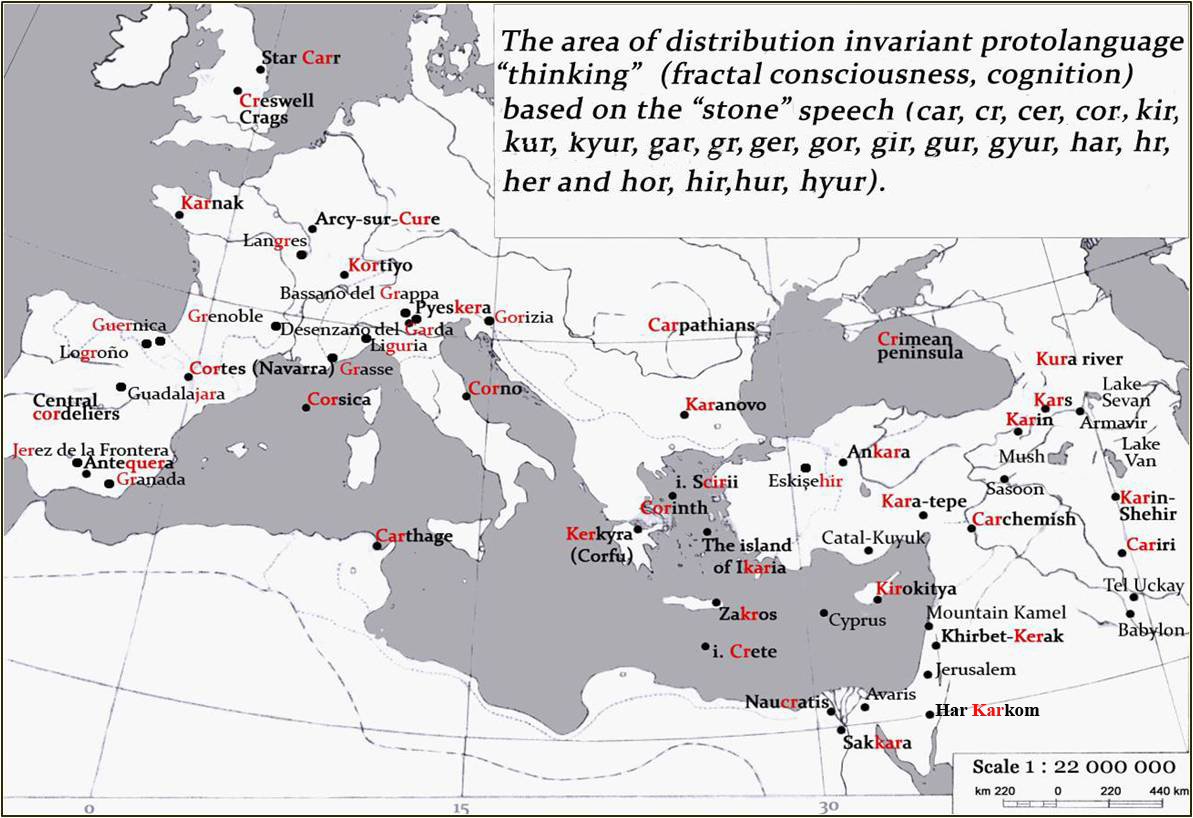 The area of distribution invariant protolanguage
“thinking” (fractal consciousness, cognition)
based on the “stone” speech (car, cr, cer, cor, kir,
kur, kyur, gar, gr, ger, gor, gir, gur, gyur, har, hr,
her and hor, hir,hur, hyur).
Star Carr
Creswell
Crags
Karnak
Arcy-sur-Cure
Langres
Kortiyo
Bassano del Grappa
Pyeskera
Gorizia
Guernica
Grenoble
Desenzano del Garda
Liguria
Logroño
Cortes (Navarra)
Grasse
Guadalajara
Central
cordeliers
Corsica
Corno
Jerez de la Frontera
Antequera
Granada
Carpathians
Crimean
peninsula
Kura river
Lake
Sevan
Kars
Karin
Armavir
Karanovo
Mush
Lake
Van
Ankara
Eskişehir
Sasoon
i. Scirii
Corinth
Kara-tepe
Karin-
Shehir
Carchemish
Carthage
Kerkyra
(Corfu)
The island
of Ikaria
Catal-Kuyuk
Cariri
Kirokitya
Tel Uckay
Zakros
Cyprus
Mountain Kamel
Babylon
Khirbet-Kerak
i. Crete
Jerusalem
Naucratis
Avaris
Har Karkom
Sakkara
Scale 1 : 22 000 000
km 220 0 220 440 km
0 15 30